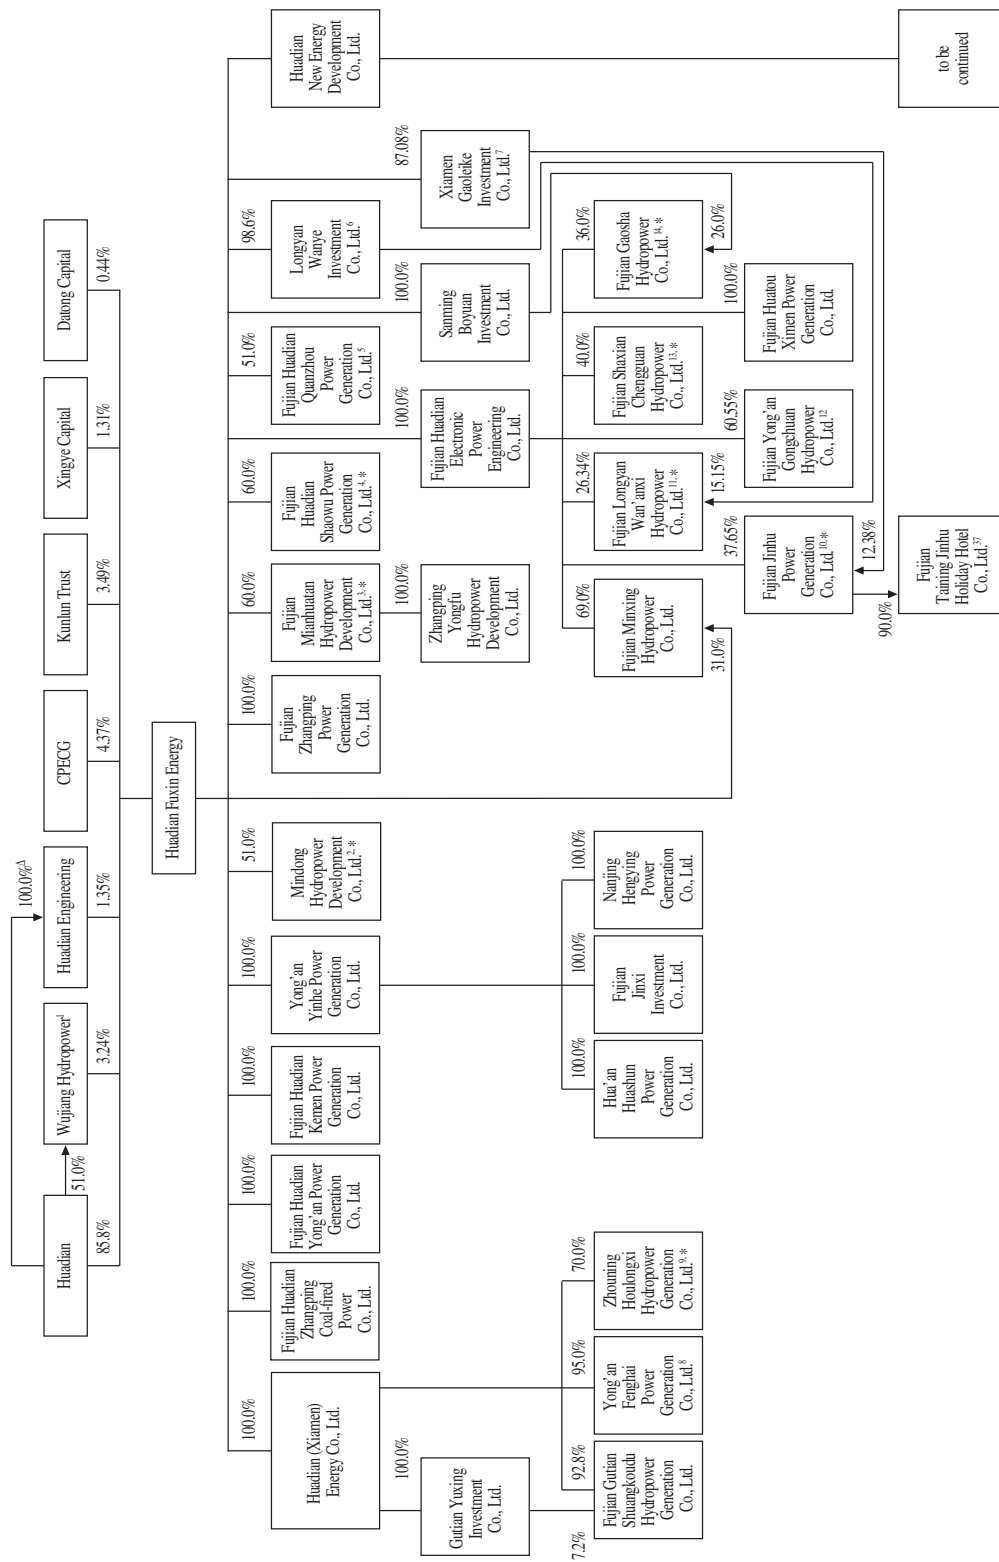 100.0%Δ
Huadian
Wujiang Hydropower1
Huadian Engineering
CPECG
Kunlun Trust
Xingye Capital
Datong Capital
51.0%
85.8%
3.24%
1.35%
4.37%
3.49%
1.31%
0.44%
Huadian Fuxin Energy
100.0%
100.0%
100.0%
100.0%
100.0%
51.0%
100.0%
60.0%
60.0%
51.0%
98.6%
Huadian (Xiamen)
Energy Co., Ltd.
Fujian Huadian
Zhangping
Coal-fired
Power
Co., Ltd.
Fujian Huadian
Yong'an Power
Generation
Co., Ltd.
Fujian Huadian
Kemen Power
Generation
Co., Ltd.
Yong'an
Yinhe Power
Generation
Co., Ltd.
Mindong
Hydropower
Development
Co., Ltd.2, *
Fujian
Zhangping
Power
Generation
Co., Ltd.
Fujian
Mianhuatan
Hydropower
Development
Co., Ltd.3, *
Fujian
Huadian
Shaowu Power
Generation
Co., Ltd.4, *
Fujian Huadian
Quanzhou
Power
Generation
Co., Ltd.5
Longyan
Wanye
Investment
Co., Ltd.6
Huadian
New Energy
Development
Co., Ltd.
100.0%
100.0%
100.0%
100.0%
87.08%
Gutian Yuxing
Investment
Co., Ltd.
Zhangping
Yongfu
Hydropower
Development
Co., Ltd.
Fujian Huadian
Electronic
Power
Engineering
Co., Ltd.
Sanming
Boyuan
Investment
Co., Ltd.
Xiamen
Gaoleike
Investment
Co., Ltd.7
7.2%
92.8%
95.0%
70.0%
100.0%
100.0%
100.0%
69.0%
26.34%
40.0%
36.0%
Fujian Gutian
Shuangkoudu
Hydropower
Generation
Co., Ltd.
Yong'an
Fenghai
Power
Generation
Co., Ltd.8
Zhouning
Houlongxi
Hydropower
Generation
Co., Ltd.9, *
Hua'an
Huashun
Power
Generation
Co., Ltd.
Fujian
Jinxi
Investment
Co., Ltd.
Nanjing
Hengying
Power
Generation
Co., Ltd.
Fujian Minxing
Hydropower
Co., Ltd.
Fujian Longyan
Wan'anxi
Hydropower
Co., Ltd.11, *
Fujian Shaxian
Chengguan
Hydropower
Co., Ltd.13, *
Fujian Gaosha
Hydropower
Co., Ltd.14, *
31.0%
15.15%
26.0%
37.65%
60.55%
100.0%
Fujian Jinhu
Power
Generation
Co., Ltd.10, *
Fujian Yong'an
Gongchuan
Hydropower
Co., Ltd.12
Fujian Huatou
Ximen Power
Generation
Co., Ltd.
12.38%
90.0%
Fujian
Taining Jinhu
Holiday Hotel
Co., Ltd.37
to be
continued